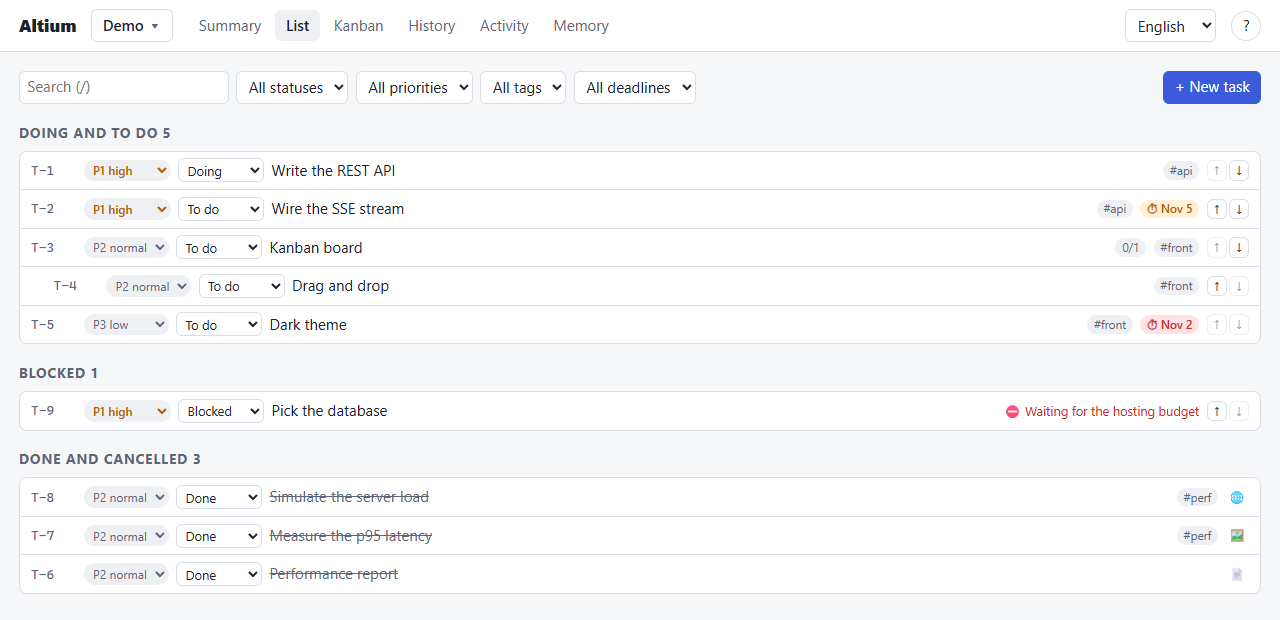 Altium Demo Summary List Kanban History Activity Memory English ?
Search (/) All statuses All priorities All tags All deadlines + New task
DOING AND TO DO 5
T-1 P1 high Doing Write the REST API #api ↑ ↓
T-2 P1 high To do Wire the SSE stream #api ⏱ Nov 5 ↑ ↓
T-3 P2 normal To do Kanban board 0/1 #front ↑ ↓
T-4 P2 normal To do Drag and drop #front ↑ ↓
T-5 P3 low To do Dark theme #front ⏱ Nov 2 ↑ ↓
BLOCKED 1
T-9 P1 high Blocked Pick the database ⛔ Waiting for the hosting budget ↑ ↓
DONE AND CANCELLED 3
T-8 P2 normal Done Simulate the server load #perf
T-7 P2 normal Done Measure the p95 latency #perf
T-6 P2 normal Done Performance report